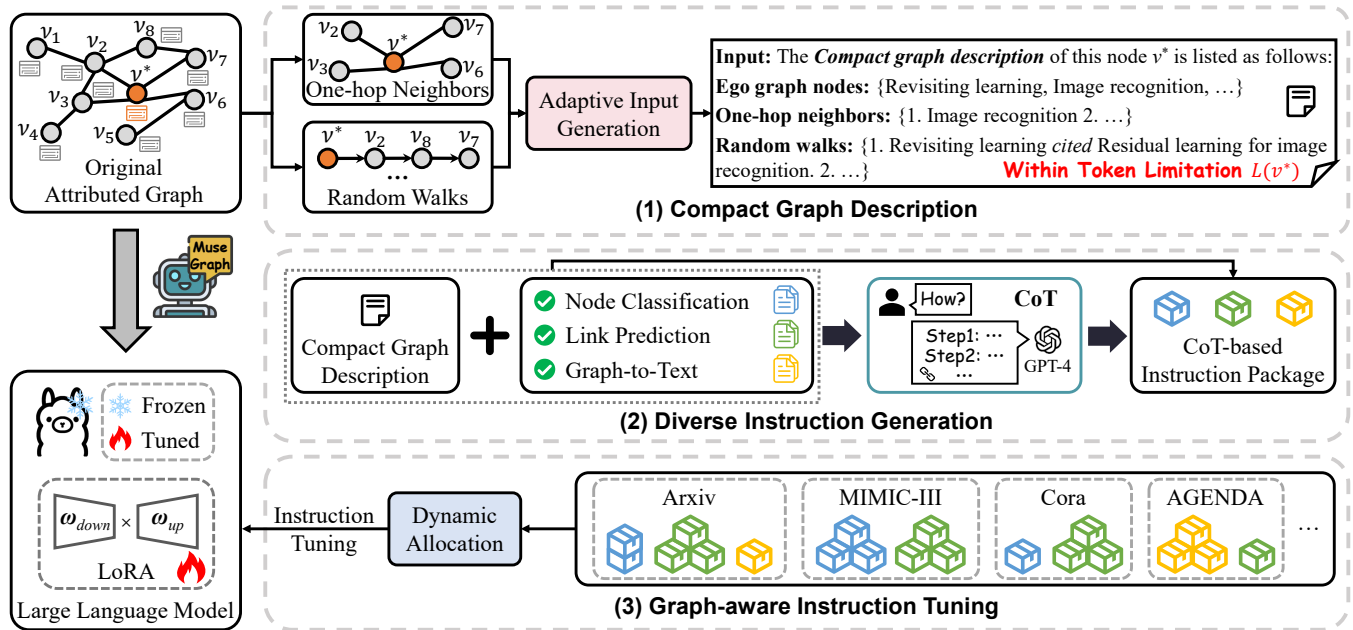 v1
v2
v8
v7
v*
v3
v6
v4
v5
Original
Attributed Graph
v2
v*
v7
v3
v6
One-hop Neighbors
v*
v2
v8
v7
...
Random Walks
Adaptive Input
Generation
Input: The Compact graph description of this node v* is listed as follows:
Ego graph nodes: {Revisiting learning, Image recognition, …}
One-hop neighbors: {1. Image recognition 2. …}
Random walks: {1. Revisiting learning cited Residual learning for image
recognition. 2. …}
Within Token Limitation L(v*)
(1) Compact Graph Description
Muse
Graph
Compact Graph
Description
Node Classification
Link Prediction
Graph-to-Text
How?
CoT
Step1: ...
Step2: ...
...
GPT-4
CoT-based
Instruction Package
(2) Diverse Instruction Generation
Frozen
Tuned
ω down × ω up
LoRA
Large Language Model
Instruction
Tuning
Dynamic
Allocation
Arxiv
MIMIC-III
Cora
AGENDA
...
(3) Graph-aware Instruction Tuning